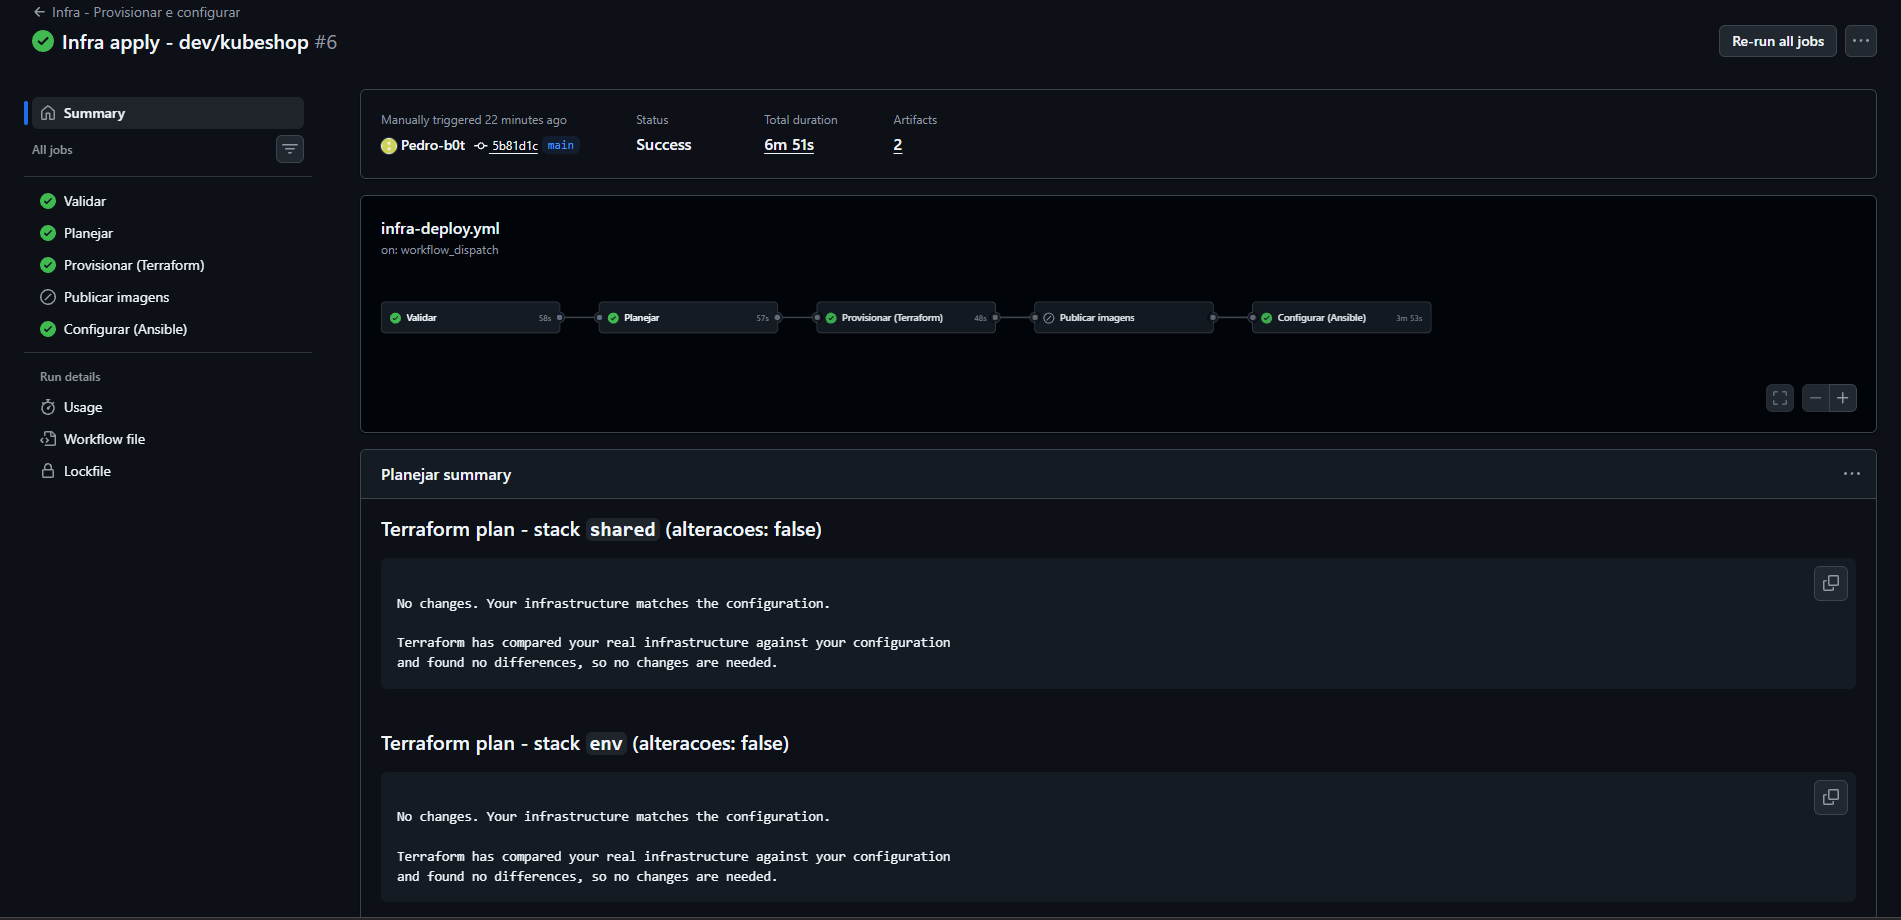 ← Infra - Provisionar e configurar
Infra apply - dev/kubeshop #6
Re-run all jobs
Summary
All jobs
Validar
Planejar
Provisionar (Terraform)
Publicar imagens
Configurar (Ansible)
Run details
Usage
Workflow file
Lockfile
Manually triggered 22 minutes ago
Pedro-b0t 5b81d1c main
Status
Success
Total duration
6m 51s
Artifacts
2
infra-deploy.yml
on: workflow_dispatch
Validar 58s
Planejar 57s
Provisionar (Terraform) 48s
Publicar imagens
Configurar (Ansible) 3m 53s
Planejar summary
Terraform plan - stack shared (alteracoes: false)
No changes. Your infrastructure matches the configuration.
Terraform has compared your real infrastructure against your configuration
and found no differences, so no changes are needed.
Terraform plan - stack env (alteracoes: false)
No changes. Your infrastructure matches the configuration.
Terraform has compared your real infrastructure against your configuration
and found no differences, so no changes are needed.